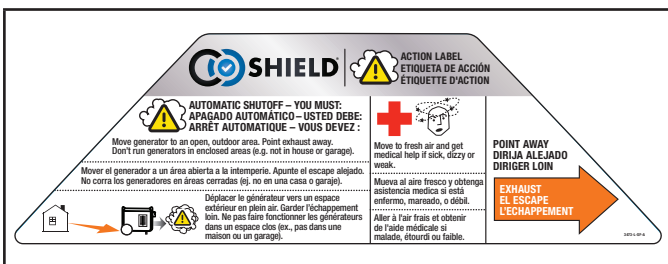 CO SHIELD®
ACTION LABEL
ETIQUETA DE ACCIÓN
ÉTIQUETTE D'ACTION
AUTOMATIC SHUTOFF – YOU MUST:
APAGADO AUTOMÁTICO – USTED DEBE:
ARRÊT AUTOMATIQUE – VOUS DEVEZ :
Move generator to an open, outdoor area. Point exhaust away.
Don't run generators in enclosed areas (e.g. not in house or garage).
Mover el generador a un área abierta a la intemperie. Apunte el escape alejado.
No corra los generadores en áreas cerradas (ej. no en una casa o garaje).
Déplacer le générateur vers un espace
extérieur en plein air. Garder l'échappement
loin. Ne pas faire fonctionner les générateurs
dans un espace clos (ex., pas dans une
maison ou un garage).
Move to fresh air and get
medical help if sick, dizzy or
weak.
Mueva al aire fresco y obtenga
asistencia medica si está
enfermo, mareado, o débil.
Aller à l'air frais et obtenir
de l'aide médicale si
malade, étourdi ou faible.
POINT AWAY
DIRIJA ALEJADO
DIRIGER LOIN
EXHAUST
EL ESCAPE
L'ECHAPPEMENT